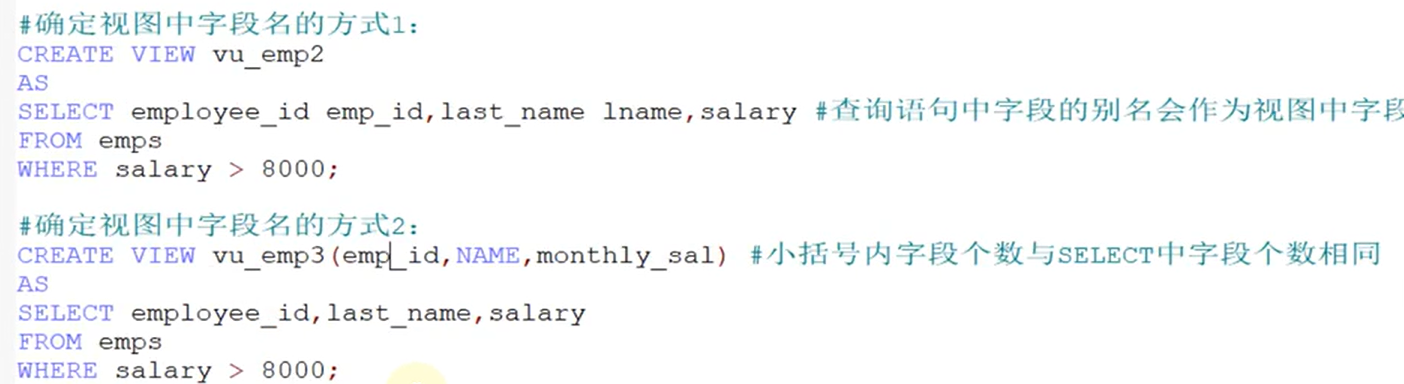 #确定视图中字段名的方式1:
CREATE VIEW vu_emp2
AS
SELECT employee_id emp_id,last_name lname,salary #查询语句中字段的别名会作为视图中字段
FROM emps
WHERE salary > 8000;
#确定视图中字段名的方式2:
CREATE VIEW vu_emp3(emp_id,NAME,monthly_sal) #小括号内字段个数与SELECT中字段个数相同
AS
SELECT employee_id,last_name,salary
FROM emps
WHERE salary > 8000;